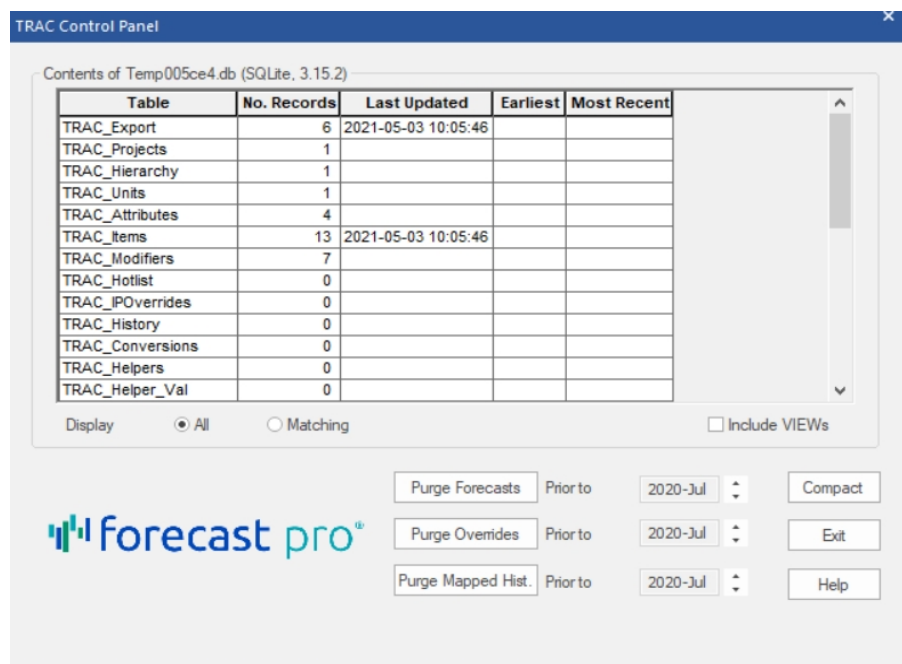 TRAC Control Panel
Contents of Temp005ce4.db (SQLite, 3.15.2)
Table No. Records Last Updated Earliest Most Recent
TRAC_Export 6 2021-05-03 10:05:46
TRAC_Projects 1
TRAC_Hierarchy 1
TRAC_Units 1
TRAC_Attributes 4
TRAC_Items 13 2021-05-03 10:05:46
TRAC_Modifiers 7
TRAC_Hotlist 0
TRAC_IPOverrides 0
TRAC_History 0
TRAC_Conversions 0
TRAC_Helpers 0
TRAC_Helper_Val 0
Display All Matching Include VIEWs
Purge Forecasts Prior to 2020-Jul Compact
forecast pro®
Purge Overrides Prior to 2020-Jul Exit
Purge Mapped Hist. Prior to 2020-Jul Help